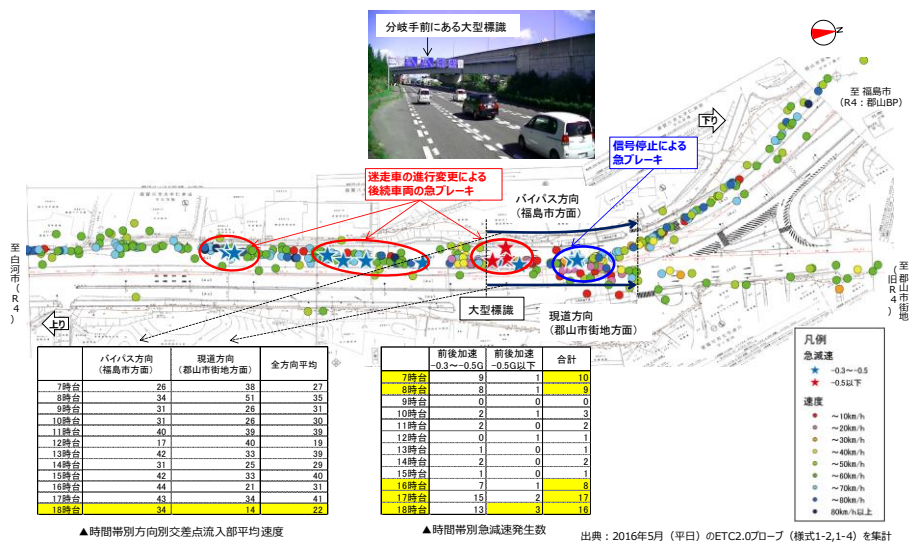 分岐手前にある大型標識
N
至 福島市
(R4：郡山BP)
下り
信号停止による
急ブレーキ
迷走車の進行変更による
後続車両の急ブレーキ
バイパス方向
（福島市方面）
至白河市(R4)
大型標識
現道方向
（郡山市街地方面）
至郡山市街地
(旧R4)
上り
バイパス方向
（福島市方面） 現道方向
（郡山市街地方面） 全方向平均
7時台 26 38 27
8時台 34 51 35
9時台 31 26 31
10時台 31 26 30
11時台 40 39 39
12時台 17 40 19
13時台 42 33 39
14時台 31 25 29
15時台 42 33 40
16時台 44 21 31
17時台 43 34 41
18時台 34 14 22
▲時間帯別方向別交差点流入部平均速度
前後加速
-0.3～-0.5G 前後加速
-0.5G以下 合計
7時台 9 1 10
8時台 8 1 9
9時台 0 0 0
10時台 2 1 3
11時台 2 0 2
12時台 0 1 1
13時台 1 0 1
14時台 2 0 2
15時台 1 0 1
16時台 7 1 8
17時台 15 2 17
18時台 13 3 16
▲時間帯別急減速発生数
凡例
急減速
-0.3～-0.5
-0.5以下
速度
～10km/h
～20km/h
～30km/h
～40km/h
～50km/h
～60km/h
～70km/h
～80km/h
80km/h以上
出典：2016年5月（平日）のETC2.0プローブ（様式1-2,1-4）を集計